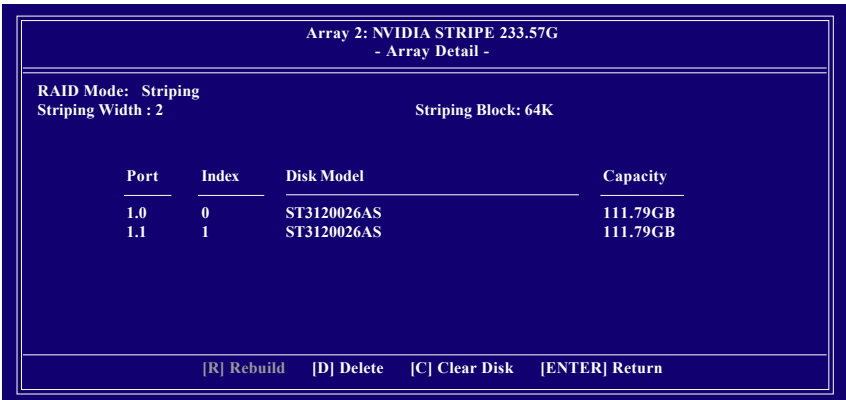 Array 2: NVIDIA STRIPE 233.57G
- Array Detail -
RAID Mode: Striping
Striping Width : 2 Striping Block: 64K
Port Index Disk Model Capacity
1.0 0 ST3120026AS 111.79GB
1.1 1 ST3120026AS 111.79GB
[R] Rebuild [D] Delete [C] Clear Disk [ENTER] Return